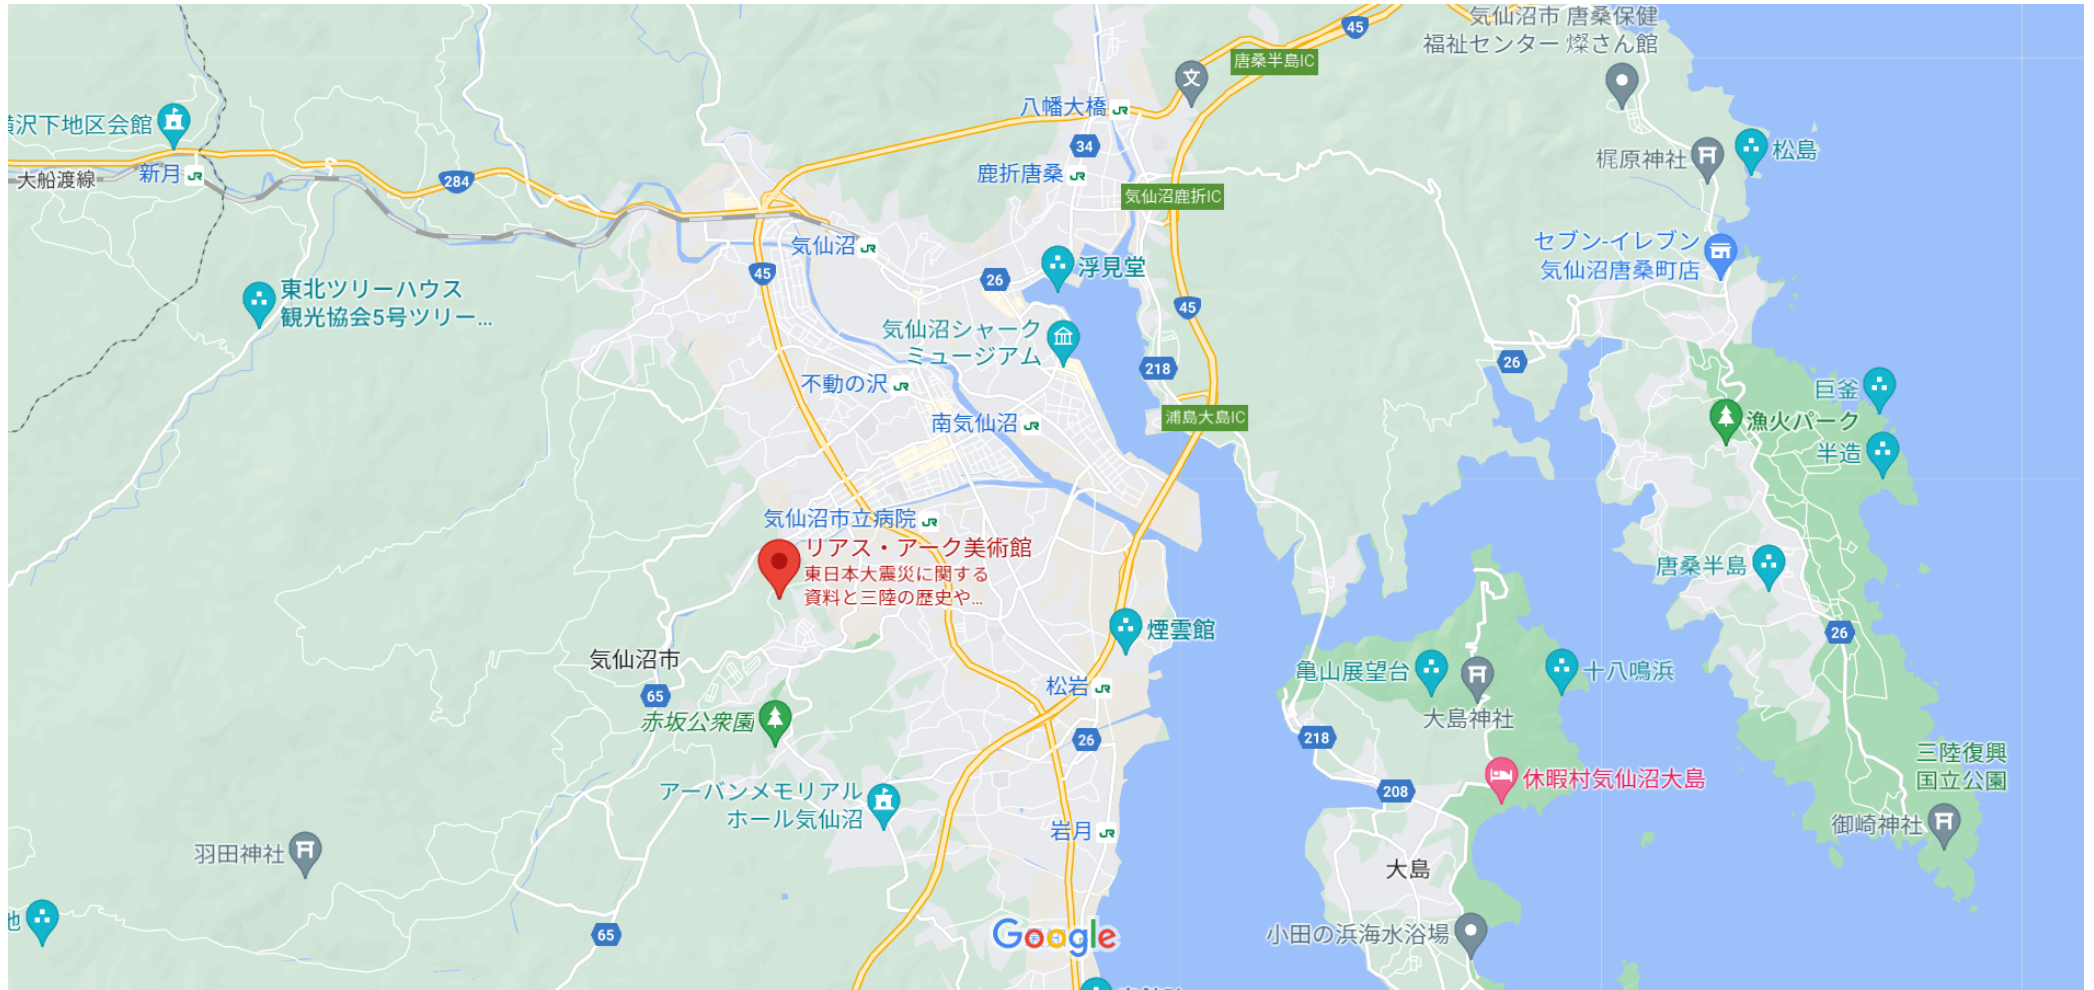 気仙沼市 唐桑保健
福祉センター 燦さん館
45
唐桑半島IC
文
八幡大橋
JR
沢下地区会館
34
松島
梶原神社
大船渡線
新月
JR
284
鹿折唐桑
JR
気仙沼鹿折IC
気仙沼
JR
セブン-イレブン
気仙沼唐桑町店
45
26
浮見堂
東北ツリーハウス
観光協会5号ツリー...
45
気仙沼シャーク
ミュージアム
218
26
不動の沢
JR
巨釜
南気仙沼
JR
浦島大島IC
漁火パーク
半造
気仙沼市立病院
JR
リアス・アーク美術館
東日本大震災に関する
資料と三陸の歴史や...
唐桑半島
煙雲館
26
気仙沼市
亀山展望台
十八鳴浜
65
松岩
JR
大島神社
赤坂公衆園
26
218
三陸復興
国立公園
休暇村気仙沼大島
アーバンメモリアル
ホール気仙沼
208
岩月
JR
御崎神社
羽田神社
大島
地
65
Google
小田の浜海水浴場